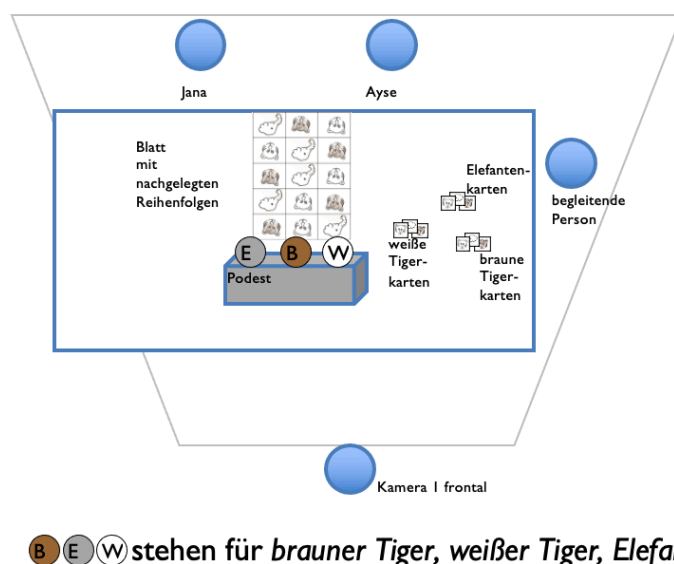 Jana
Ayse
Blatt
mit
nachgelegten
Reihenfolgen
Elefanten-
karten
begleitende
Person
weiße
Tiger-
karten
braune
Tiger-
karten
E B W
Podest
Kamera 1 frontal
B E W stehen für brauner Tiger, weißer Tiger, Elefa